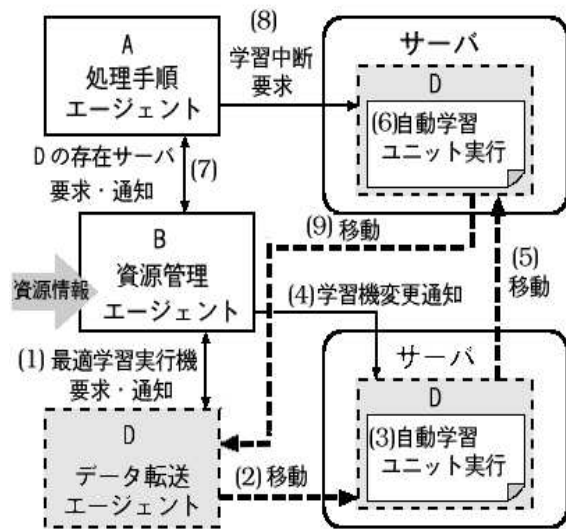 A
処理手順
エージェント
(8)
学習中断
要求
サーバ
D
(6)自動学習
ユニット実行
Dの存在サーバ
要求・通知
(7)
B
資源管理
エージェント
資源情報
(9) 移動
(4)学習機変更通知
(5)
移動
(1) 最適学習実行機
要求・通知
サーバ
D
(3)自動学習
ユニット実行
D
データ転送
エージェント
(2) 移動